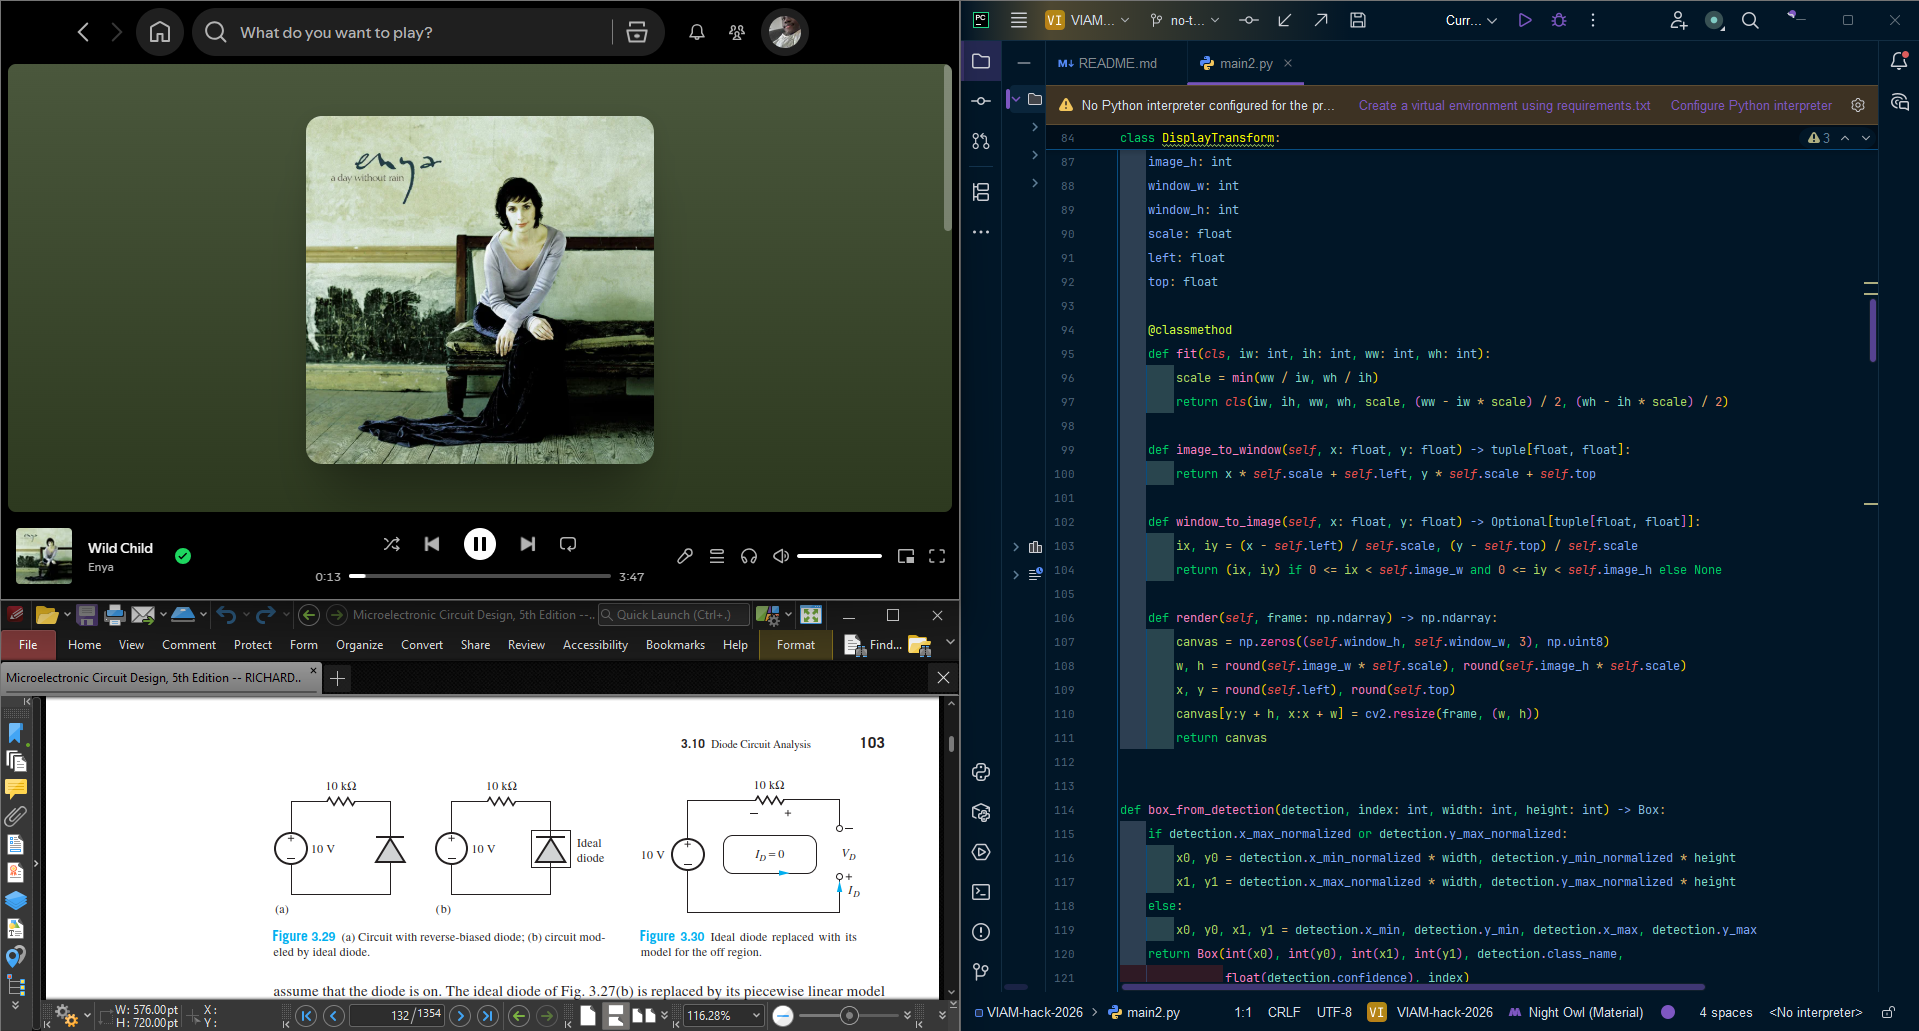 What do you want to play?
enya
a day without rain
Wild Child
Enya
0:13
3:47
Microelectronic Circuit Design, 5th Edition --..
Quick Launch (Ctrl+.)
File
Home
View
Comment
Protect
Form
Organize
Convert
Share
Review
Accessibility
Bookmarks
Help
Format
Find...
Microelectronic Circuit Design, 5th Edition -- RICHARD..
3.10 Diode Circuit Analysis 103
10 kΩ
+
−
10 V
(a)
10 kΩ
+
−
10 V
Ideal
diode
(b)
10 kΩ
− +
10 V
+
−
I_D = 0
−
V_D
+
I_D
Figure 3.29 (a) Circuit with reverse-biased diode; (b) circuit mod-
eled by ideal diode.
Figure 3.30 Ideal diode replaced with its
model for the off region.
assume that the diode is on. The ideal diode of Fig. 3.27(b) is replaced by its piecewise linear model
W: 576.00pt
H: 720.00pt
X:
Y:
132/1354
116.28%
PC
VI VIAM...
no-t...
Curr...
README.md
main2.py
No Python interpreter configured for the pr...
Create a virtual environment using requirements.txt
Configure Python interpreter
84 class DisplayTransform:
3
87 image_h: int
88 window_w: int
89 window_h: int
90 scale: float
91 left: float
92 top: float
93
94 @classmethod
95 def fit(cls, iw: int, ih: int, ww: int, wh: int):
96 scale = min(ww / iw, wh / ih)
97 return cls(iw, ih, ww, wh, scale, (ww - iw * scale) / 2, (wh - ih * scale) / 2)
98
99 def image_to_window(self, x: float, y: float) -> tuple[float, float]:
100 return x * self.scale + self.left, y * self.scale + self.top
101
102 def window_to_image(self, x: float, y: float) -> Optional[tuple[float, float]]:
103 ix, iy = (x - self.left) / self.scale, (y - self.top) / self.scale
104 return (ix, iy) if 0 <= ix < self.image_w and 0 <= iy < self.image_h else None
105
106 def render(self, frame: np.ndarray) -> np.ndarray:
107 canvas = np.zeros((self.window_h, self.window_w, 3), np.uint8)
108 w, h = round(self.image_w * self.scale), round(self.image_h * self.scale)
109 x, y = round(self.left), round(self.top)
110 canvas[y:y + h, x:x + w] = cv2.resize(frame, (w, h))
111 return canvas
112
113
114 def box_from_detection(detection, index: int, width: int, height: int) -> Box:
115 if detection.x_max_normalized or detection.y_max_normalized:
116 x0, y0 = detection.x_min_normalized * width, detection.y_min_normalized * height
117 x1, y1 = detection.x_max_normalized * width, detection.y_max_normalized * height
118 else:
119 x0, y0, x1, y1 = detection.x_min, detection.y_min, detection.x_max, detection.y_max
120 return Box(int(x0), int(y0), int(x1), int(y1), detection.class_name,
121 float(detection.confidence), index)
VIAM-hack-2026
main2.py
1:1
CRLF
UTF-8
VI VIAM-hack-2026
Night Owl (Material)
4 spaces
<No interpreter>